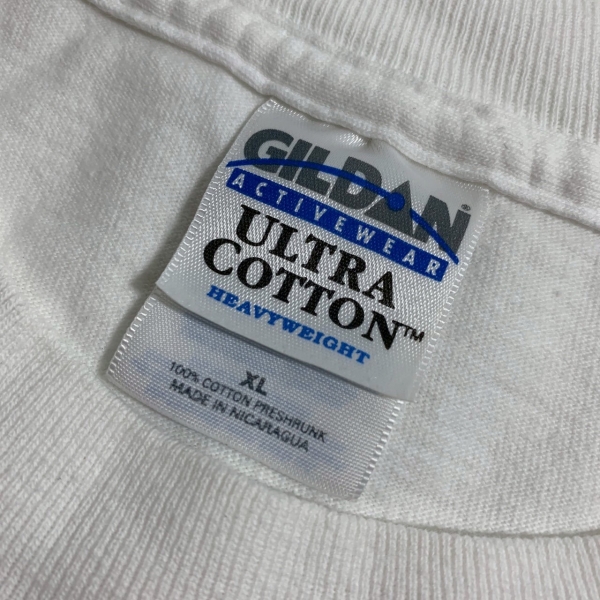 GILDAN®
ACTIVEWEAR
ULTRA
COTTON™
HEAVYWEIGHT
XL
100% COTTON PRESHRUNK
MADE IN NICARAGUA